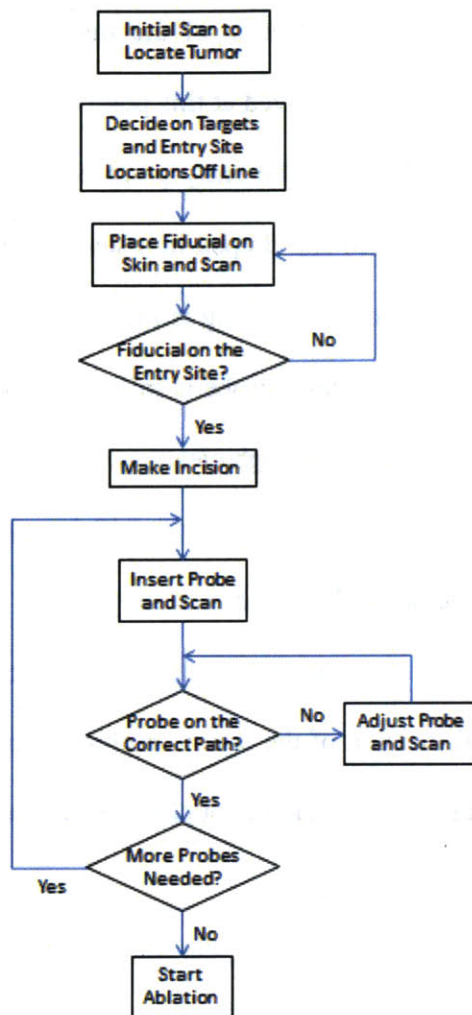 Initial Scan to
Locate Tumor
Decide on Targets
and Entry Site
Locations Off Line
Place Fiducial on
Skin and Scan
Fiducial on the
Entry Site?
No
Yes
Make Incision
Insert Probe
and Scan
Probe on the
Correct Path?
No
Adjust Probe
and Scan
Yes
More Probes
Needed?
Yes
No
Start
Ablation